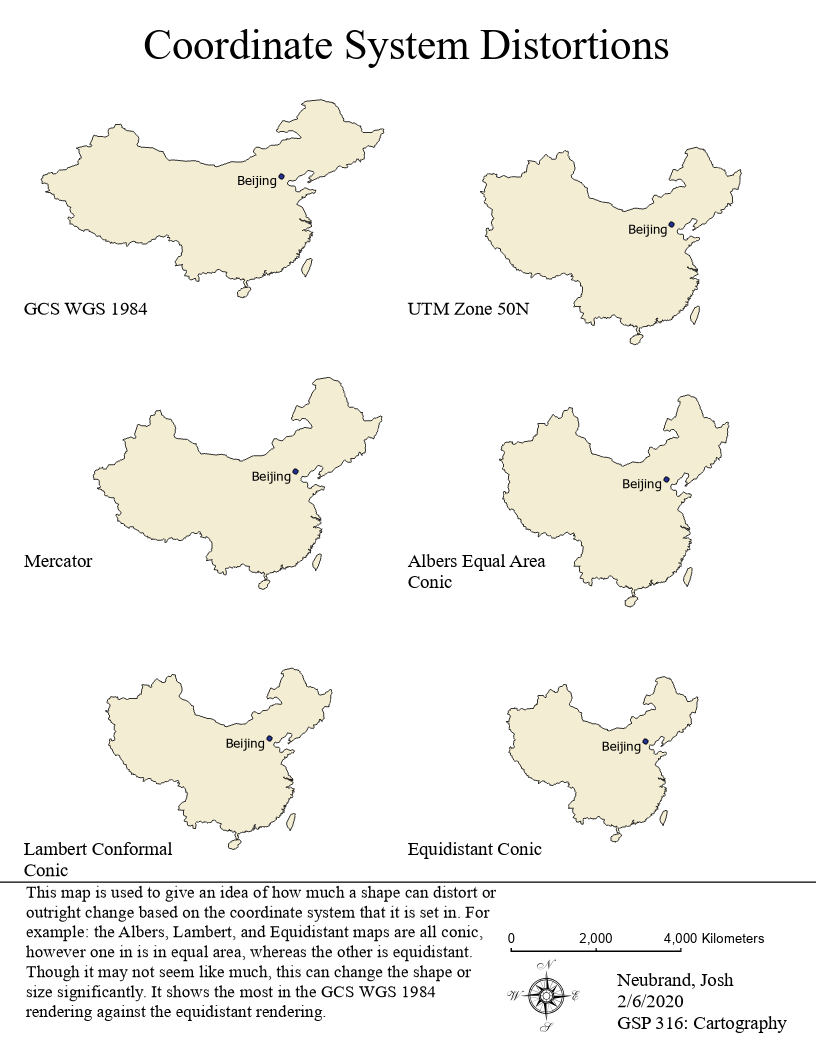 Coordinate System Distortions
Beijing
GCS WGS 1984
Beijing
UTM Zone 50N
Beijing
Mercator
Beijing
Albers Equal Area
Conic
Beijing
Lambert Conformal
Conic
Beijing
Equidistant Conic
This map is used to give an idea of how much a shape can distort or
outright change based on the coordinate system that it is set in. For
example: the Albers, Lambert, and Equidistant maps are all conic,
however one in is in equal area, whereas the other is equidistant.
Though it may not seem like much, this can change the shape or
size significantly. It shows the most in the GCS WGS 1984
rendering against the equidistant rendering.
0 2,000 4,000 Kilometers
N
W E
S
Neubrand, Josh
2/6/2020
GSP 316: Cartography